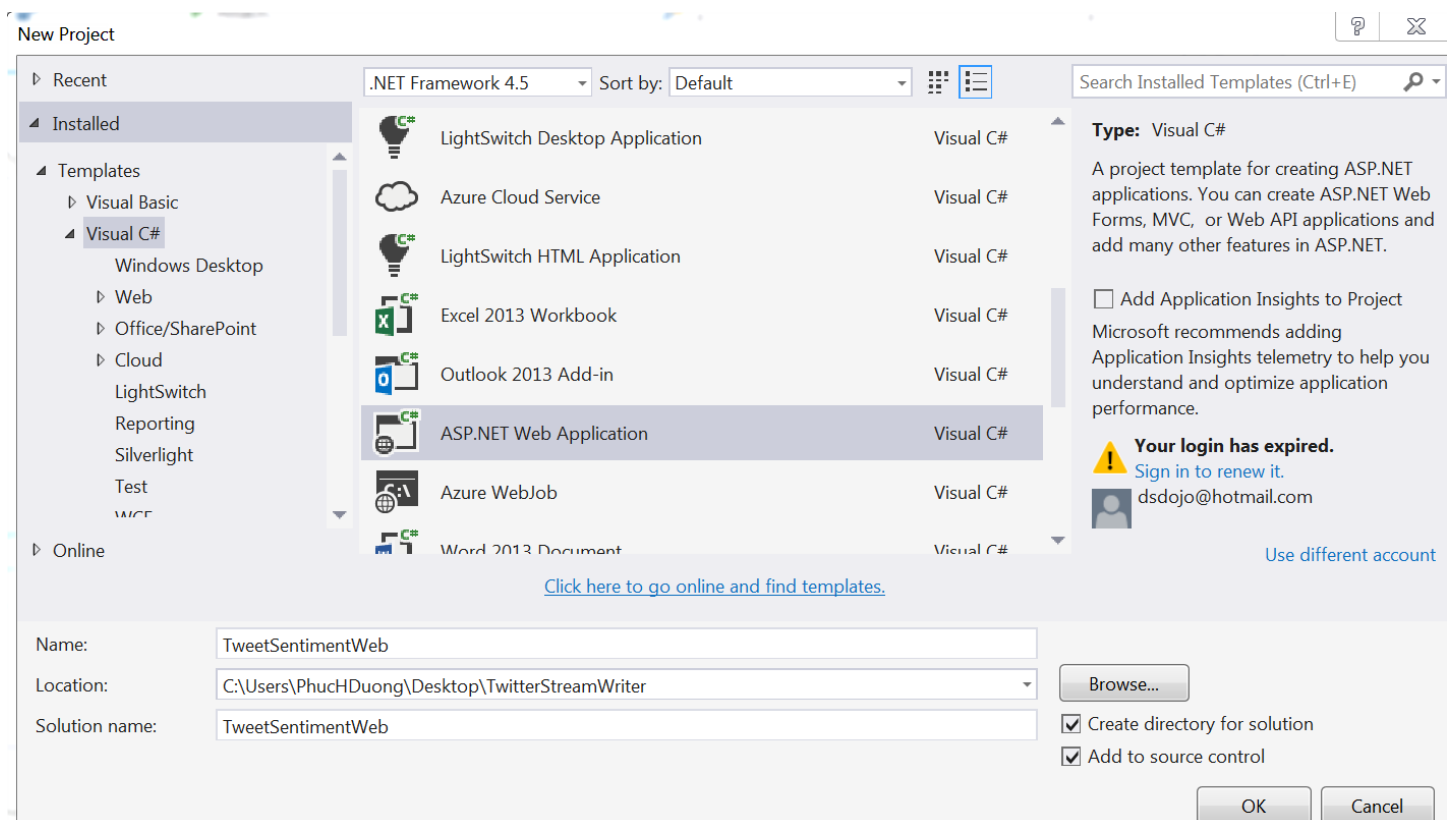 New Project
Recent
Installed
Templates
Visual Basic
Visual C#
Windows Desktop
Web
Office/SharePoint
Cloud
LightSwitch
Reporting
Silverlight
Test
WCF
Online
.NET Framework 4.5 Sort by: Default
LightSwitch Desktop Application Visual C#
Azure Cloud Service Visual C#
LightSwitch HTML Application Visual C#
Excel 2013 Workbook Visual C#
Outlook 2013 Add-in Visual C#
ASP.NET Web Application Visual C#
Azure WebJob Visual C#
Word 2013 Document Visual C#
Click here to go online and find templates.
Search Installed Templates (Ctrl+E)
Type: Visual C#
A project template for creating ASP.NET
applications. You can create ASP.NET Web
Forms, MVC, or Web API applications and
add many other features in ASP.NET.
Add Application Insights to Project
Microsoft recommends adding
Application Insights telemetry to help you
understand and optimize application
performance.
Your login has expired.
Sign in to renew it.
dsdojo@hotmail.com
Use different account
Name: TweetSentimentWeb
Location: C:\Users\PhucHDuong\Desktop\TwitterStreamWriter
Browse...
Solution name: TweetSentimentWeb
Create directory for solution
Add to source control
OK Cancel